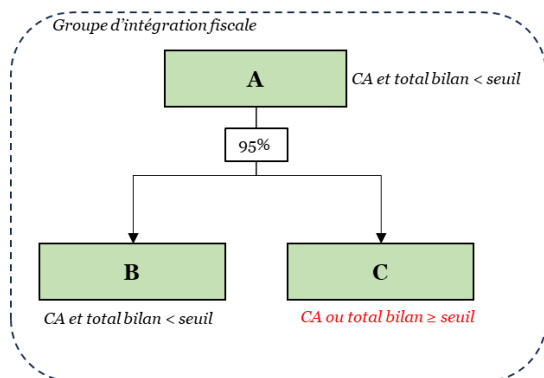 Groupe d’intégration fiscale
A
CA et total bilan < seuil
95%
B
C
CA et total bilan < seuil
CA ou total bilan ≥ seuil